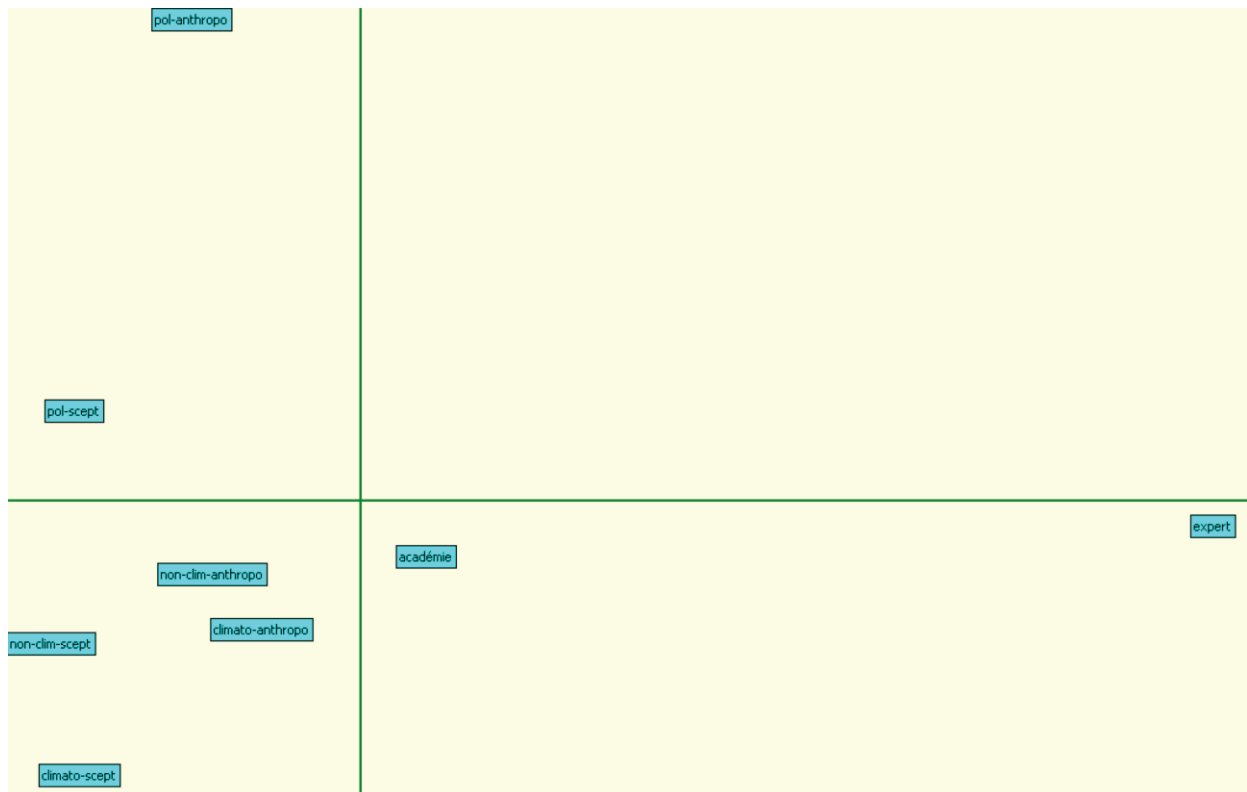 pol-anthropo
pol-scept
expert
académie
non-clim-anthropo
climato-anthropo
non-clim-scept
climato-scept